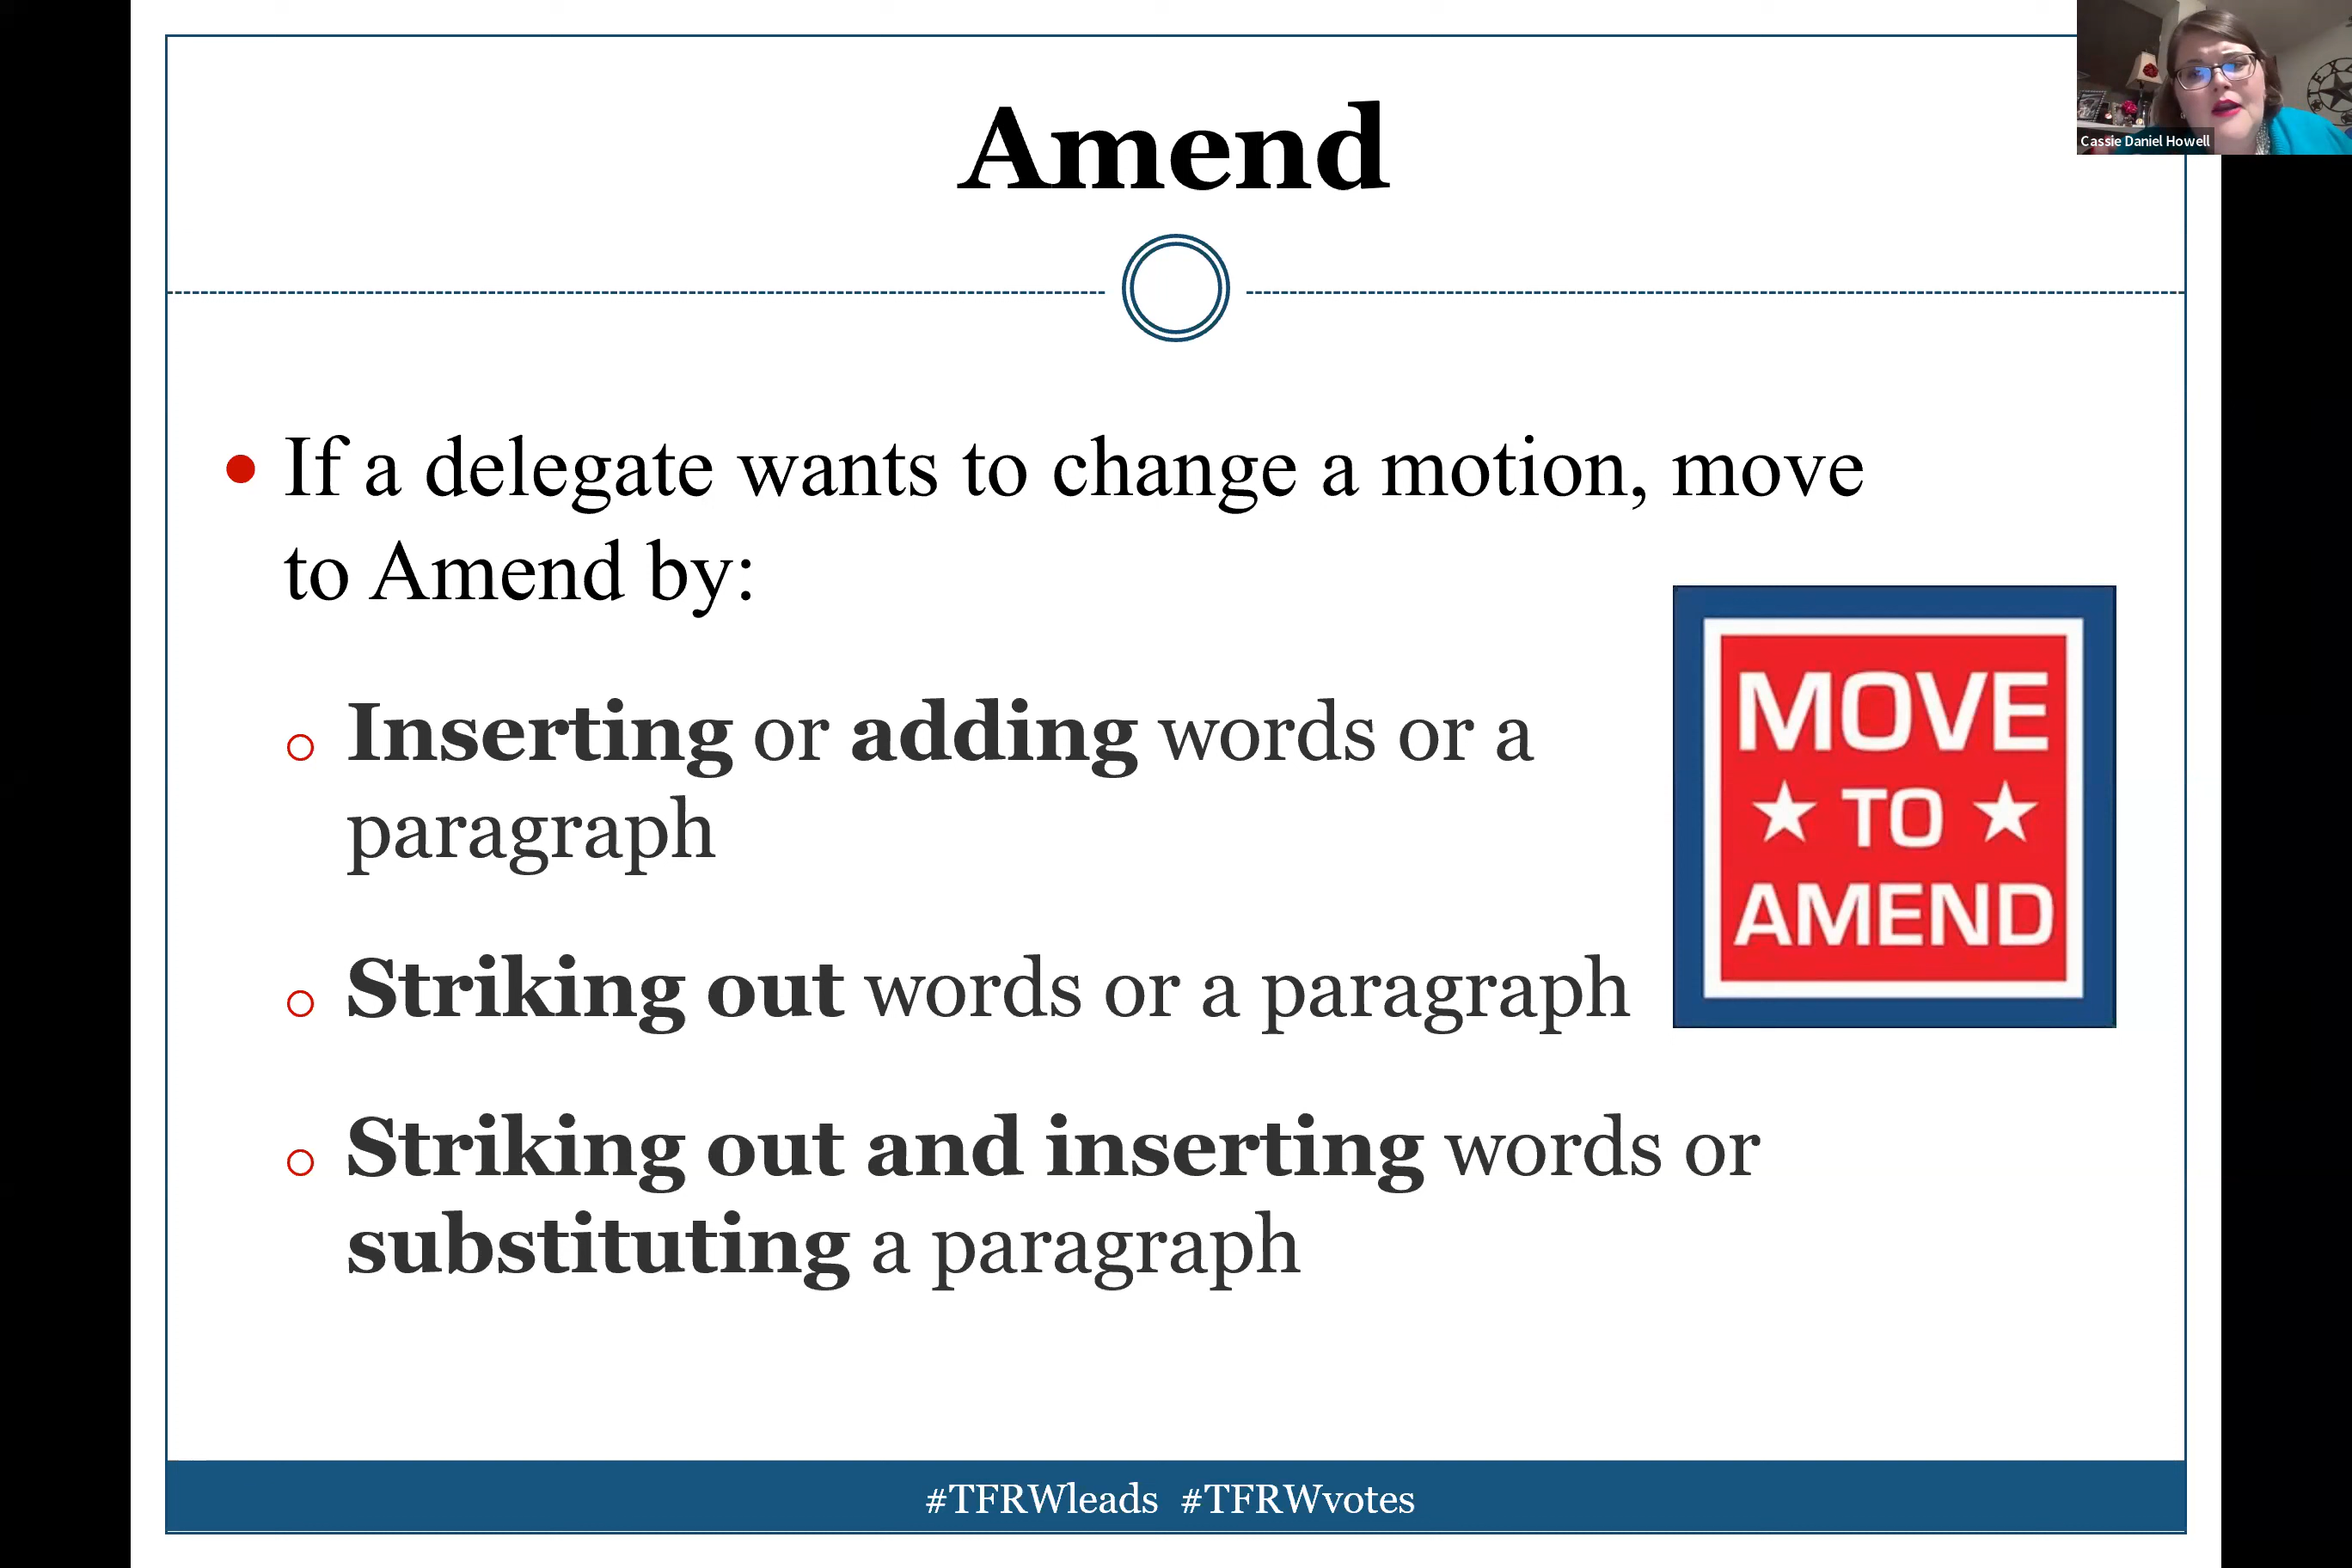 Amend
Cassie Daniel Howell
If a delegate wants to change a motion, move
to Amend by:
Inserting or adding words or a
paragraph
Striking out words or a paragraph
Striking out and inserting words or
substituting a paragraph
MOVE
★ TO ★
AMEND
#TFRWleads #TFRWvotes